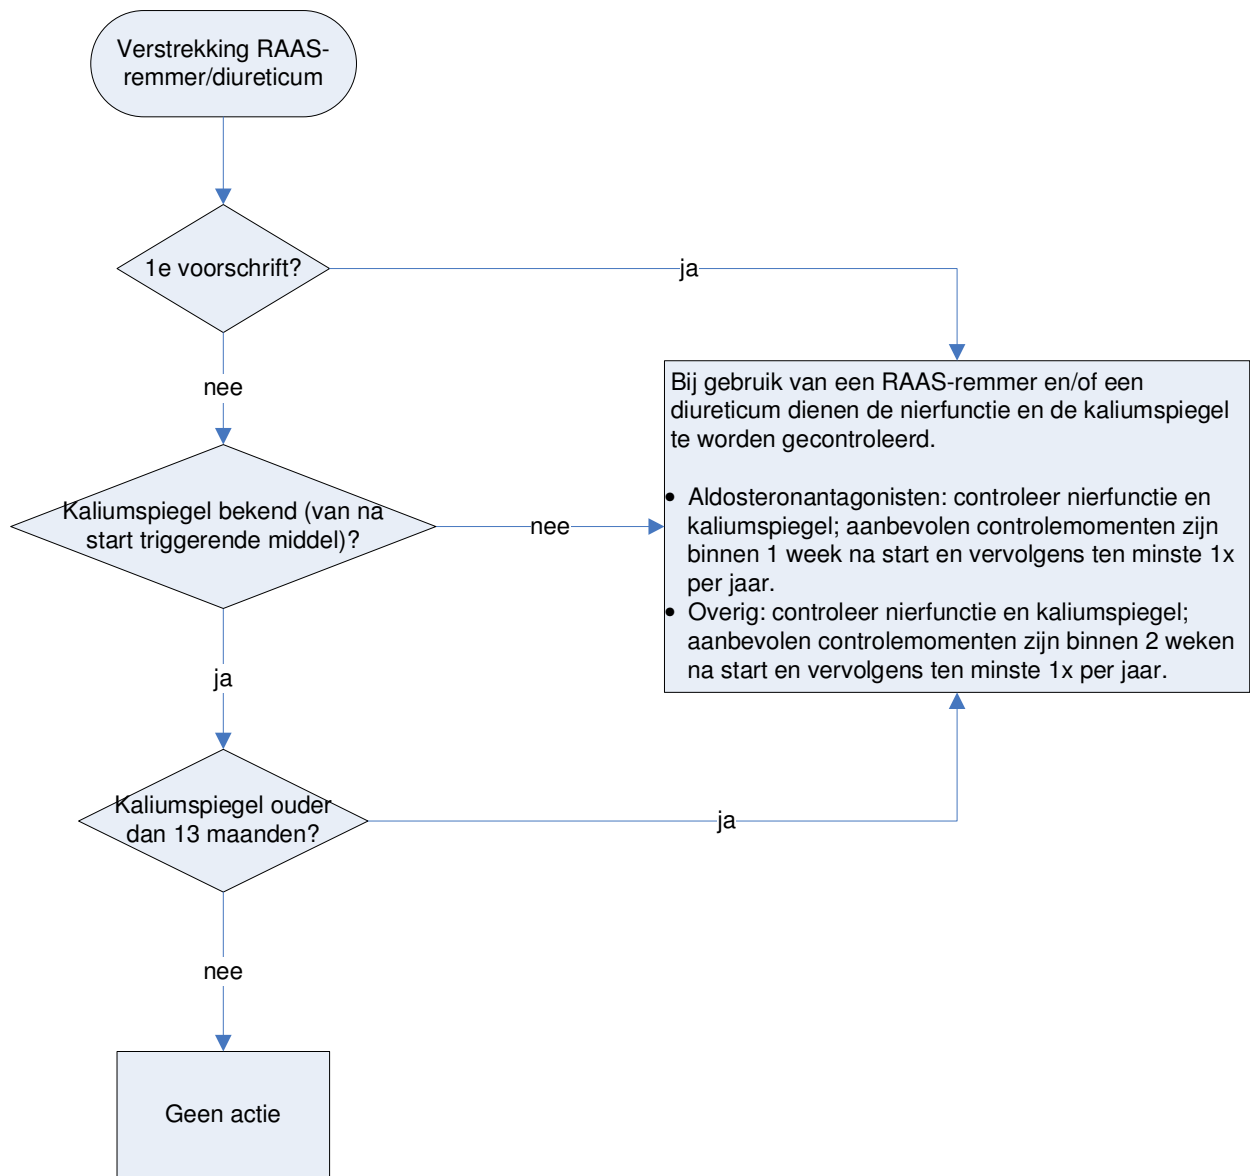 Verstrekking RAAS-
remmer/diureticum
1e voorschrift?
ja
nee
Bij gebruik van een RAAS-remmer en/of een
diureticum dienen de nierfunctie en de kaliumspiegel
te worden gecontroleerd.
• Aldosteronantagonisten: controleer nierfunctie en
kaliumspiegel; aanbevolen controlemomenten zijn
binnen 1 week na start en vervolgens ten minste 1x
per jaar.
• Overig: controleer nierfunctie en kaliumspiegel;
aanbevolen controlemomenten zijn binnen 2 weken
na start en vervolgens ten minste 1x per jaar.
Kaliumspiegel bekend (van na
start triggerende middel)?
nee
ja
Kaliumspiegel ouder
dan 13 maanden?
ja
nee
Geen actie